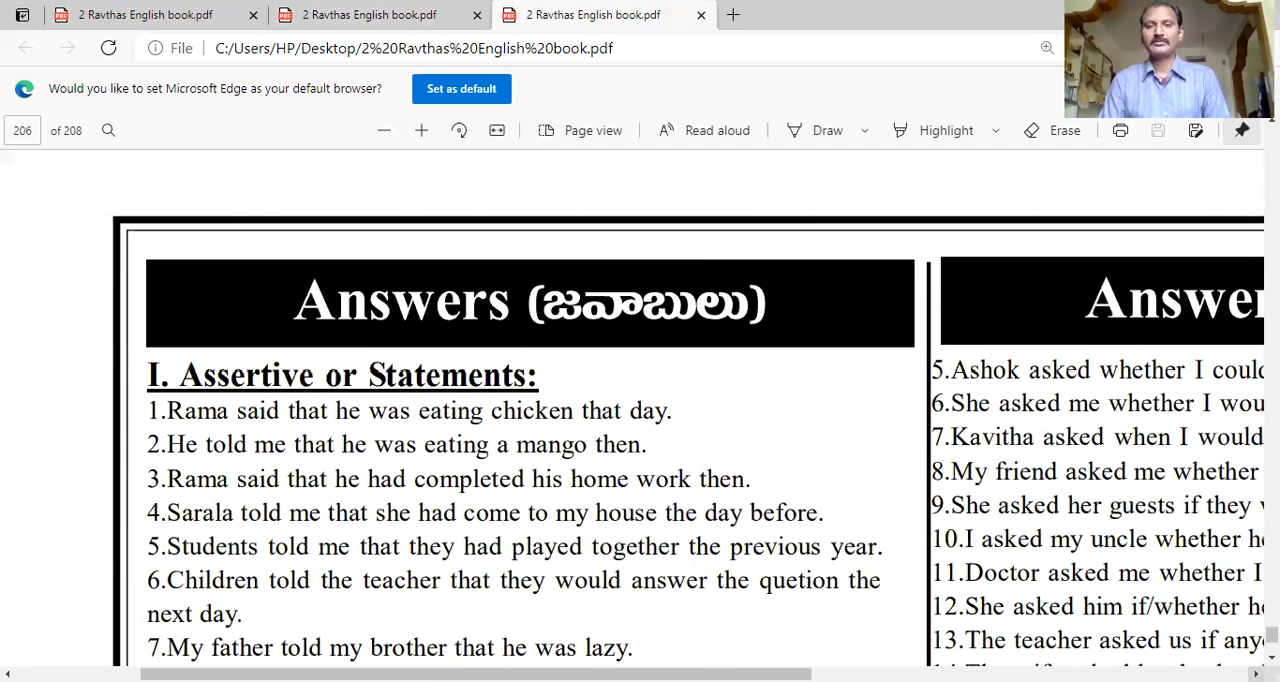 2 Ravthas English book.pdf
2 Ravthas English book.pdf
2 Ravthas English book.pdf
File C:/Users/HP/Desktop/2%20Ravthas%20English%20book.pdf
Would you like to set Microsoft Edge as your default browser? Set as default
206 of 208 Page view Read aloud Draw Highlight Erase
Answers (జవాబులు)
I. Assertive or Statements:
1.Rama said that he was eating chicken that day.
2.He told me that he was eating a mango then.
3.Rama said that he had completed his home work then.
4.Sarala told me that she had come to my house the day before.
5.Students told me that they had played together the previous year.
6.Children told the teacher that they would answer the quetion the
next day.
7.My father told my brother that he was lazy.
5.Ashok asked whether I
6.She asked me whether I
7.Kavitha asked when I would
8.My friend asked me whether
9.She asked her guests if they
10.I asked my uncle whether
11.Doctor asked me whether I
12.She asked him if/whether
13.The teacher asked us if